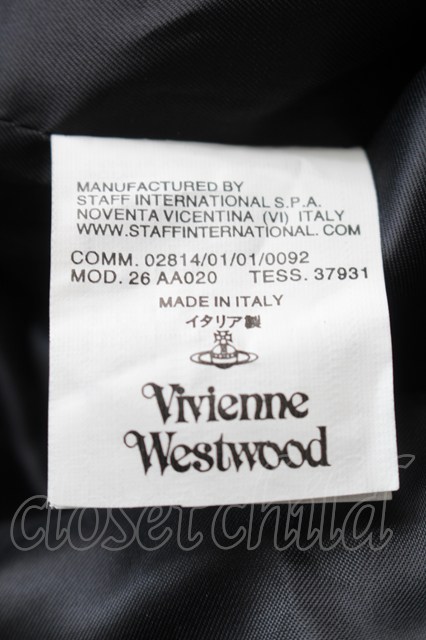 MANUFACTURED BY
STAFF INTERNATIONAL S.P.A.
NOVENTA VICENTINA (VI) ITALY
WWW.STAFFINTERNATIONAL.COM
COMM. 02814/01/01/0092
MOD. 26 AA020 TESS. 37931
MADE IN ITALY
イタリア製
Vivienne
Westwood
closet child